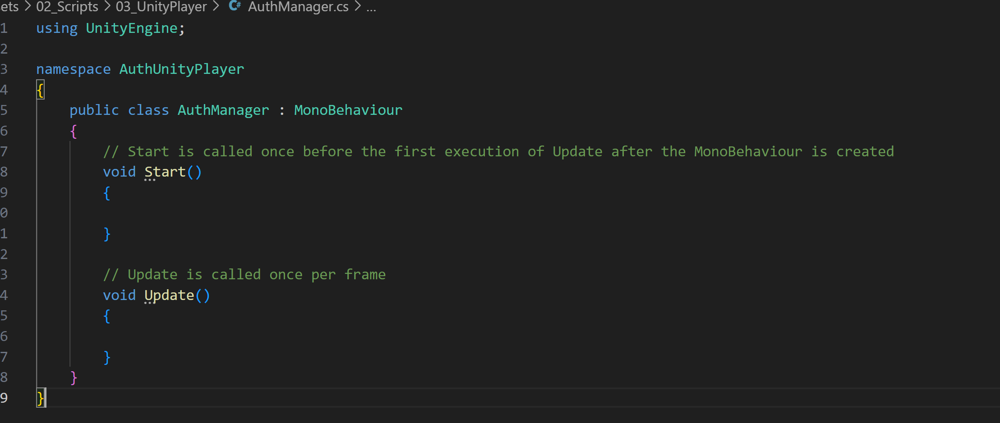 ets > 02_Scripts > 03_UnityPlayer > C# AuthManager.cs > ...
1 using UnityEngine;
2
3 namespace AuthUnityPlayer
4 {
5     public class AuthManager : MonoBehaviour
6     {
7         // Start is called once before the first execution of Update after the MonoBehaviour is created
8         void Start()
9         {
0
1         }
2
3         // Update is called once per frame
4         void Update()
5         {
6
7         }
8     }
9 }